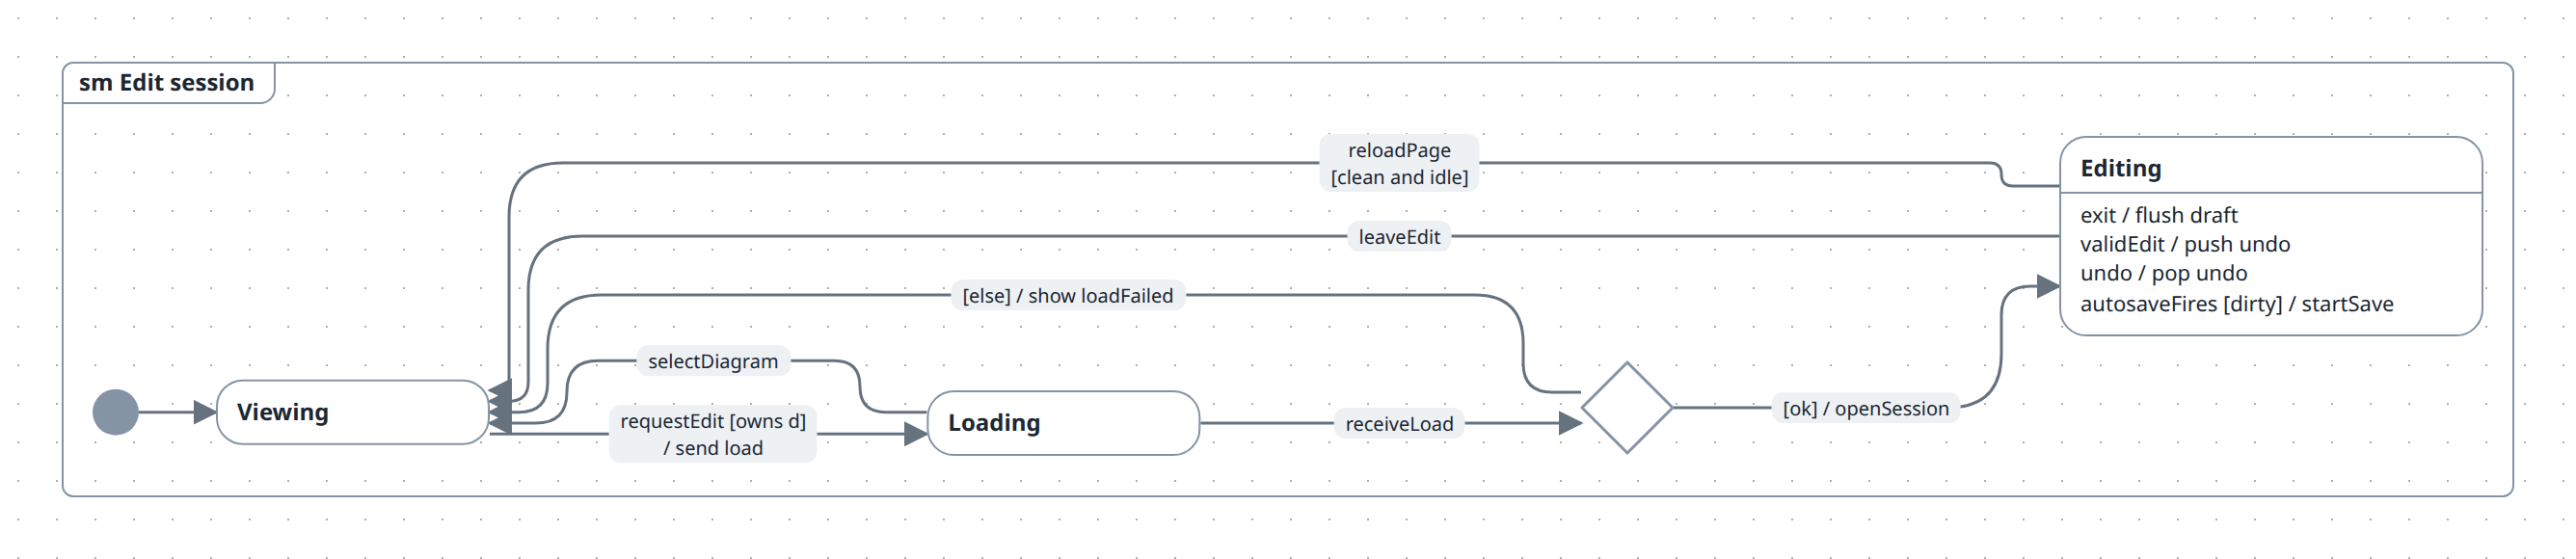 sm Edit session
reloadPage
[clean and idle]
Editing
exit / flush draft
validEdit / push undo
undo / pop undo
autosaveFires [dirty] / startSave
leaveEdit
[else] / show loadFailed
selectDiagram
Viewing
requestEdit [owns d]
/ send load
Loading
receiveLoad
[ok] / openSession